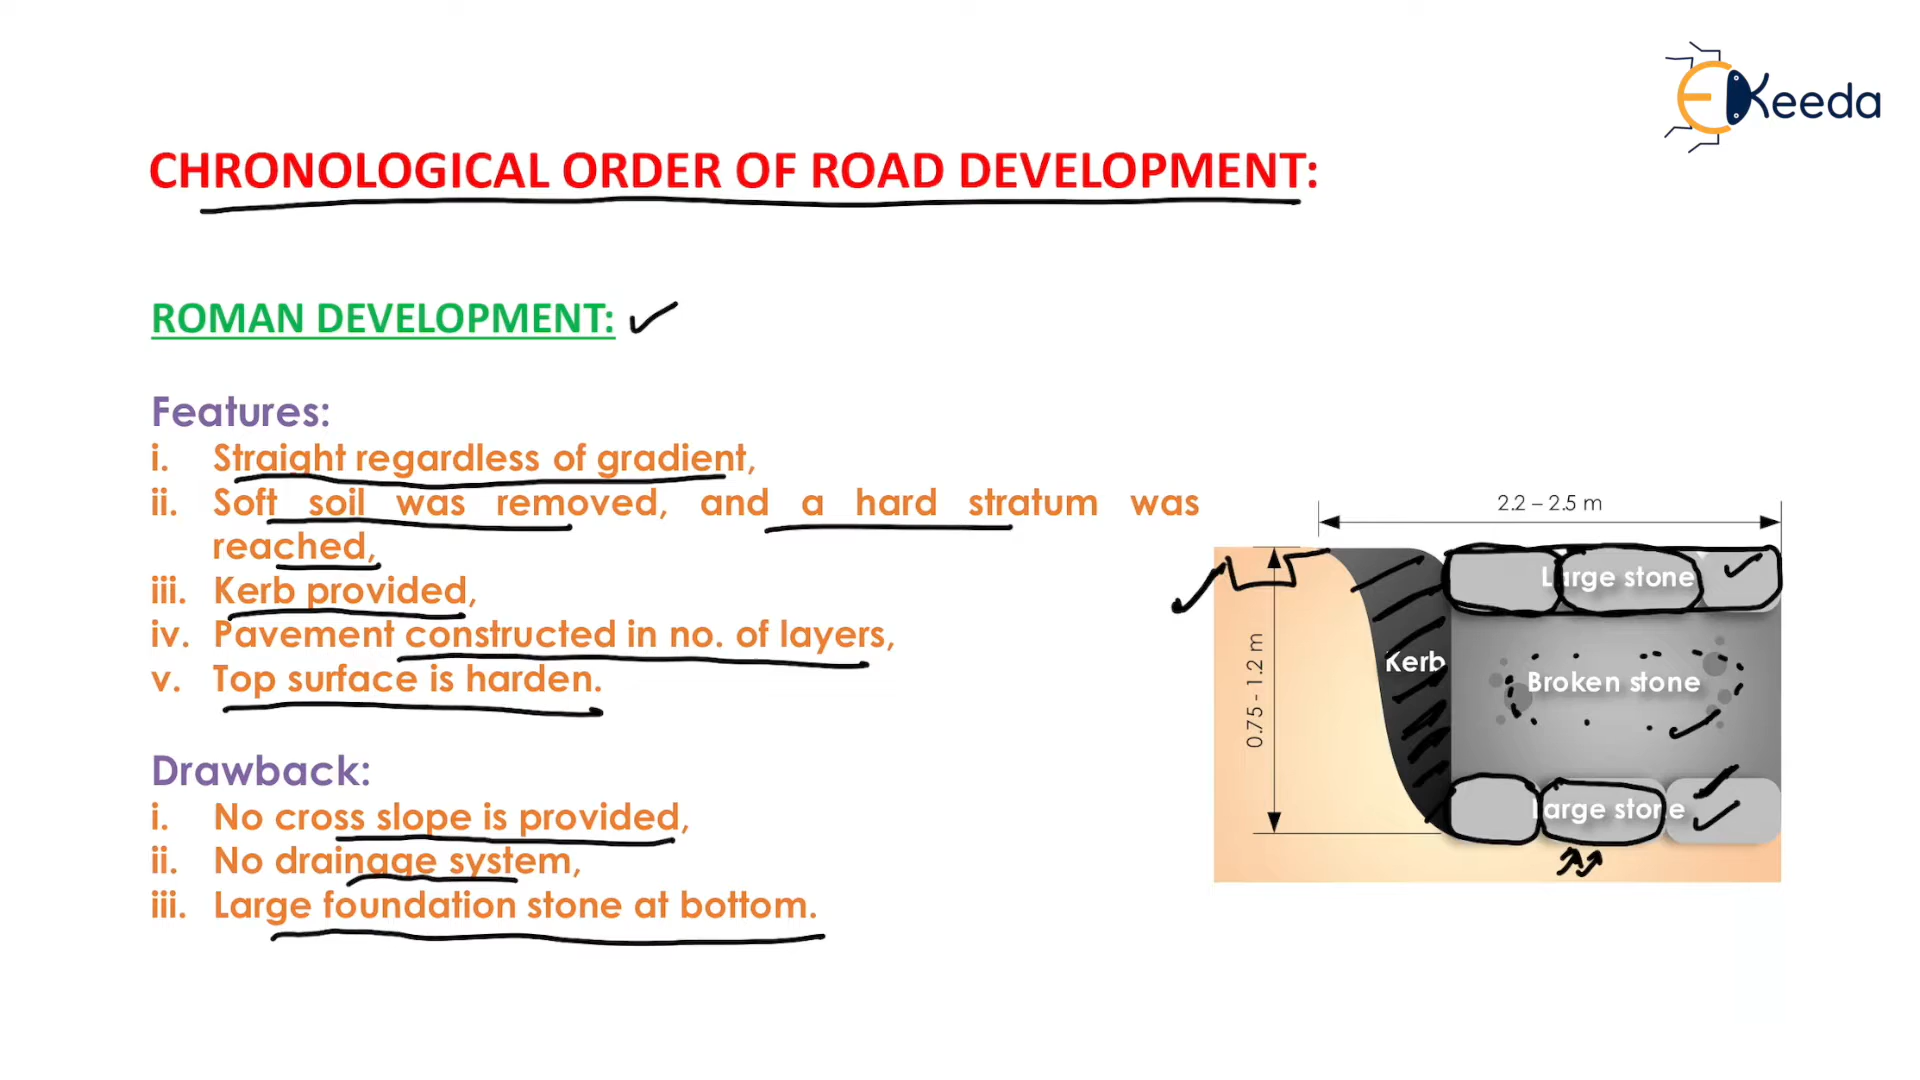 EKeeda
CHRONOLOGICAL ORDER OF ROAD DEVELOPMENT:
ROMAN DEVELOPMENT:
Features:
i. Straight regardless of gradient,
ii. Soft soil was removed, and a hard stratum was
reached,
iii. Kerb provided,
iv. Pavement constructed in no. of layers,
v. Top surface is harden.
Drawback:
i. No cross slope is provided,
ii. No drainage system,
iii. Large foundation stone at bottom.
2.2 – 2.5 m
Large stone
0.75 - 1.2 m
Kerb
Broken stone
Large stone